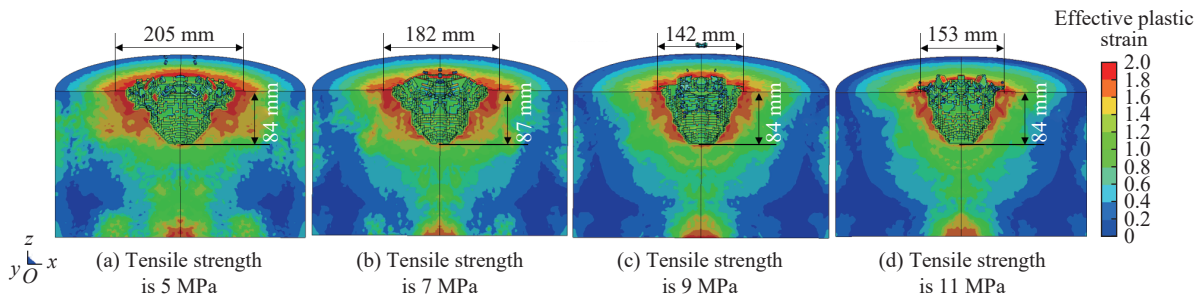 205 mm
182 mm
142 mm
153 mm
Effective plastic
strain
2.0
1.8
1.6
1.4
1.2
1.0
0.8
0.6
0.4
0.2
0
84 mm
87 mm
84 mm
84 mm
z
y O x
(a) Tensile strength
is 5 MPa
(b) Tensile strength
is 7 MPa
(c) Tensile strength
is 9 MPa
(d) Tensile strength
is 11 MPa